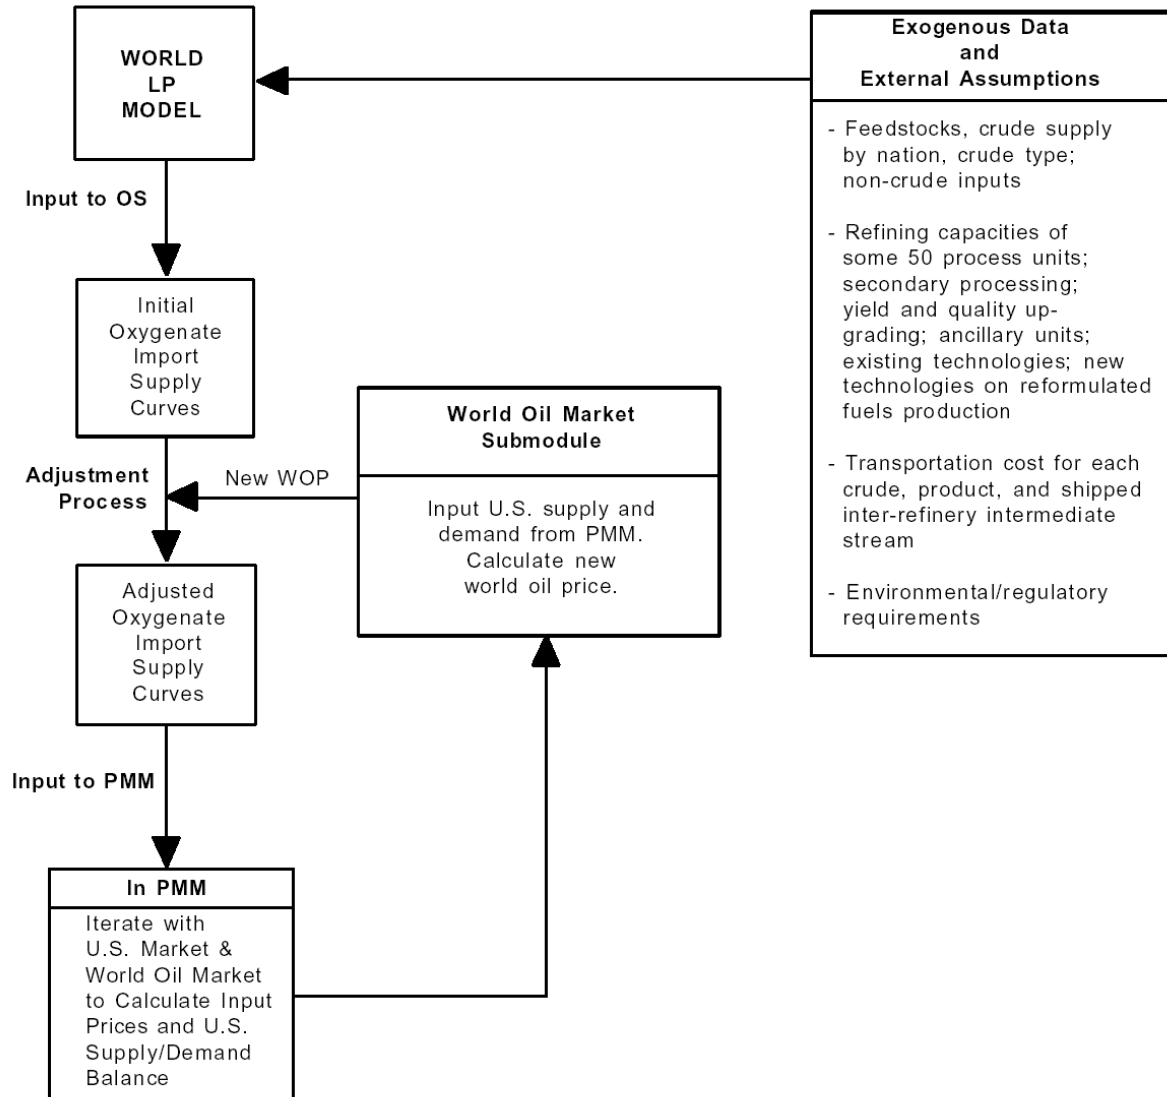 WORLD
LP
MODEL
Input to OS
Initial
Oxygenate
Import
Supply
Curves
Adjustment
Process
New WOP
World Oil Market
Submodule
Input U.S. supply and
demand from PMM.
Calculate new
world oil price.
Adjusted
Oxygenate
Import
Supply
Curves
Input to PMM
In PMM
Iterate with
U.S. Market &
World Oil Market
to Calculate Input
Prices and U.S.
Supply/Demand
Balance
Exogenous Data
and
External Assumptions
- Feedstocks, crude supply
by nation, crude type;
non-crude inputs
- Refining capacities of
some 50 process units;
secondary processing;
yield and quality up-
grading; ancillary units;
existing technologies; new
technologies on reformulated
fuels production
- Transportation cost for each
crude, product, and shipped
inter-refinery intermediate
stream
- Environmental/regulatory
requirements